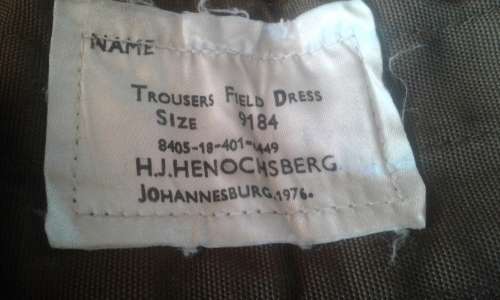 NAME
TROUSERS FIELD DRESS
SIZE 9184
8405-18-401-1449
H.J.HENOCHSBERG
JOHANNESBURG.1976.